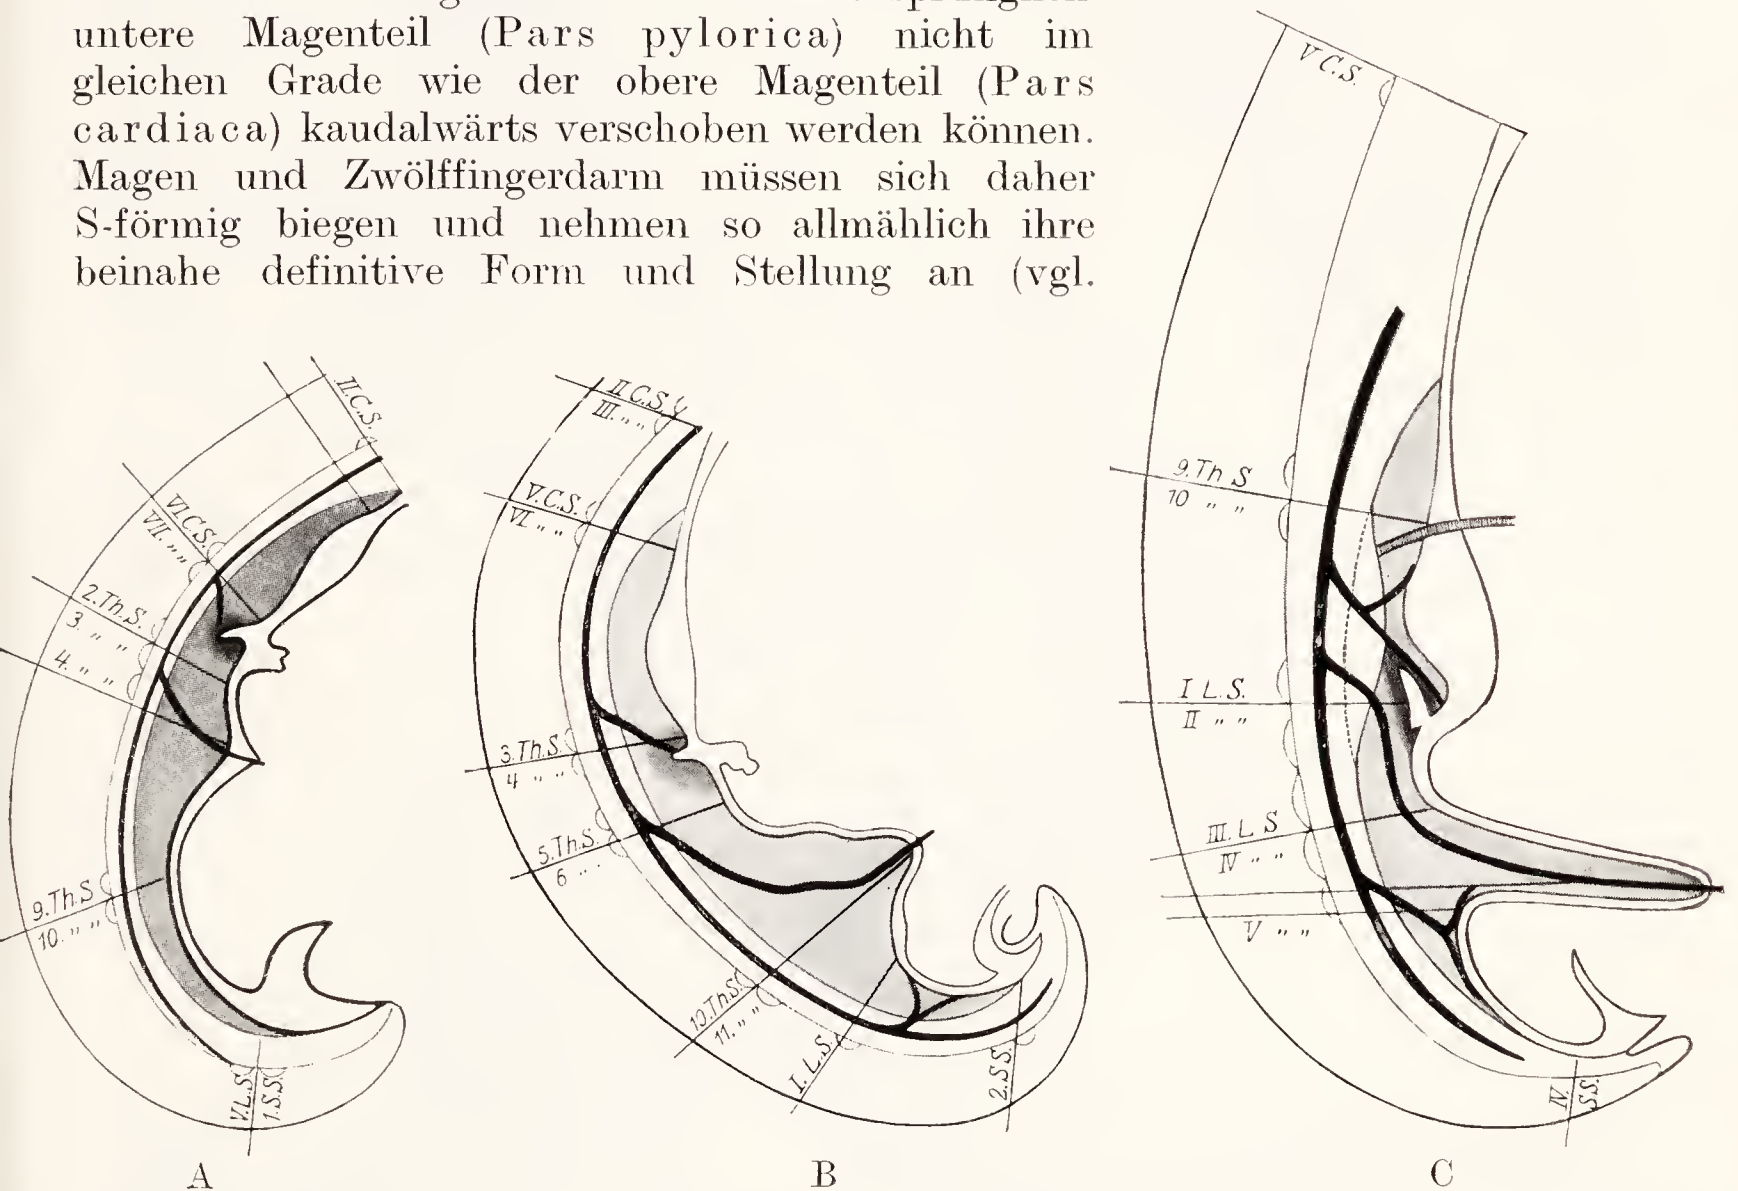 untere Magenteil (Pars pylorica) nicht im
gleichen Grade wie der obere Magenteil (Pars
cardiaca) kaudalwärts verschoben werden können.
Magen und Zwölffingerdarm müssen sich daher
S-förmig biegen und nehmen so allmählich ihre
beinahe definitive Form und Stellung an (vgl.
II.C.S.
VI.C.S.
VII. " "
2.Th.S.
3. " "
4. " "
9.Th.S
10. " "
V.L.S
1.S.S.
A
II.C.S.
III. " "
V.C.S.
VI. " "
3.Th.S.
4 " "
5.Th.S.
6 " "
10.Th.S.
11. " "
I.L.S.
2.S.S.
B
V C.S.
9.Th S
10 " "
I L.S.
II " "
III.L S
IV " "
V " "
IV.
S.S.
C